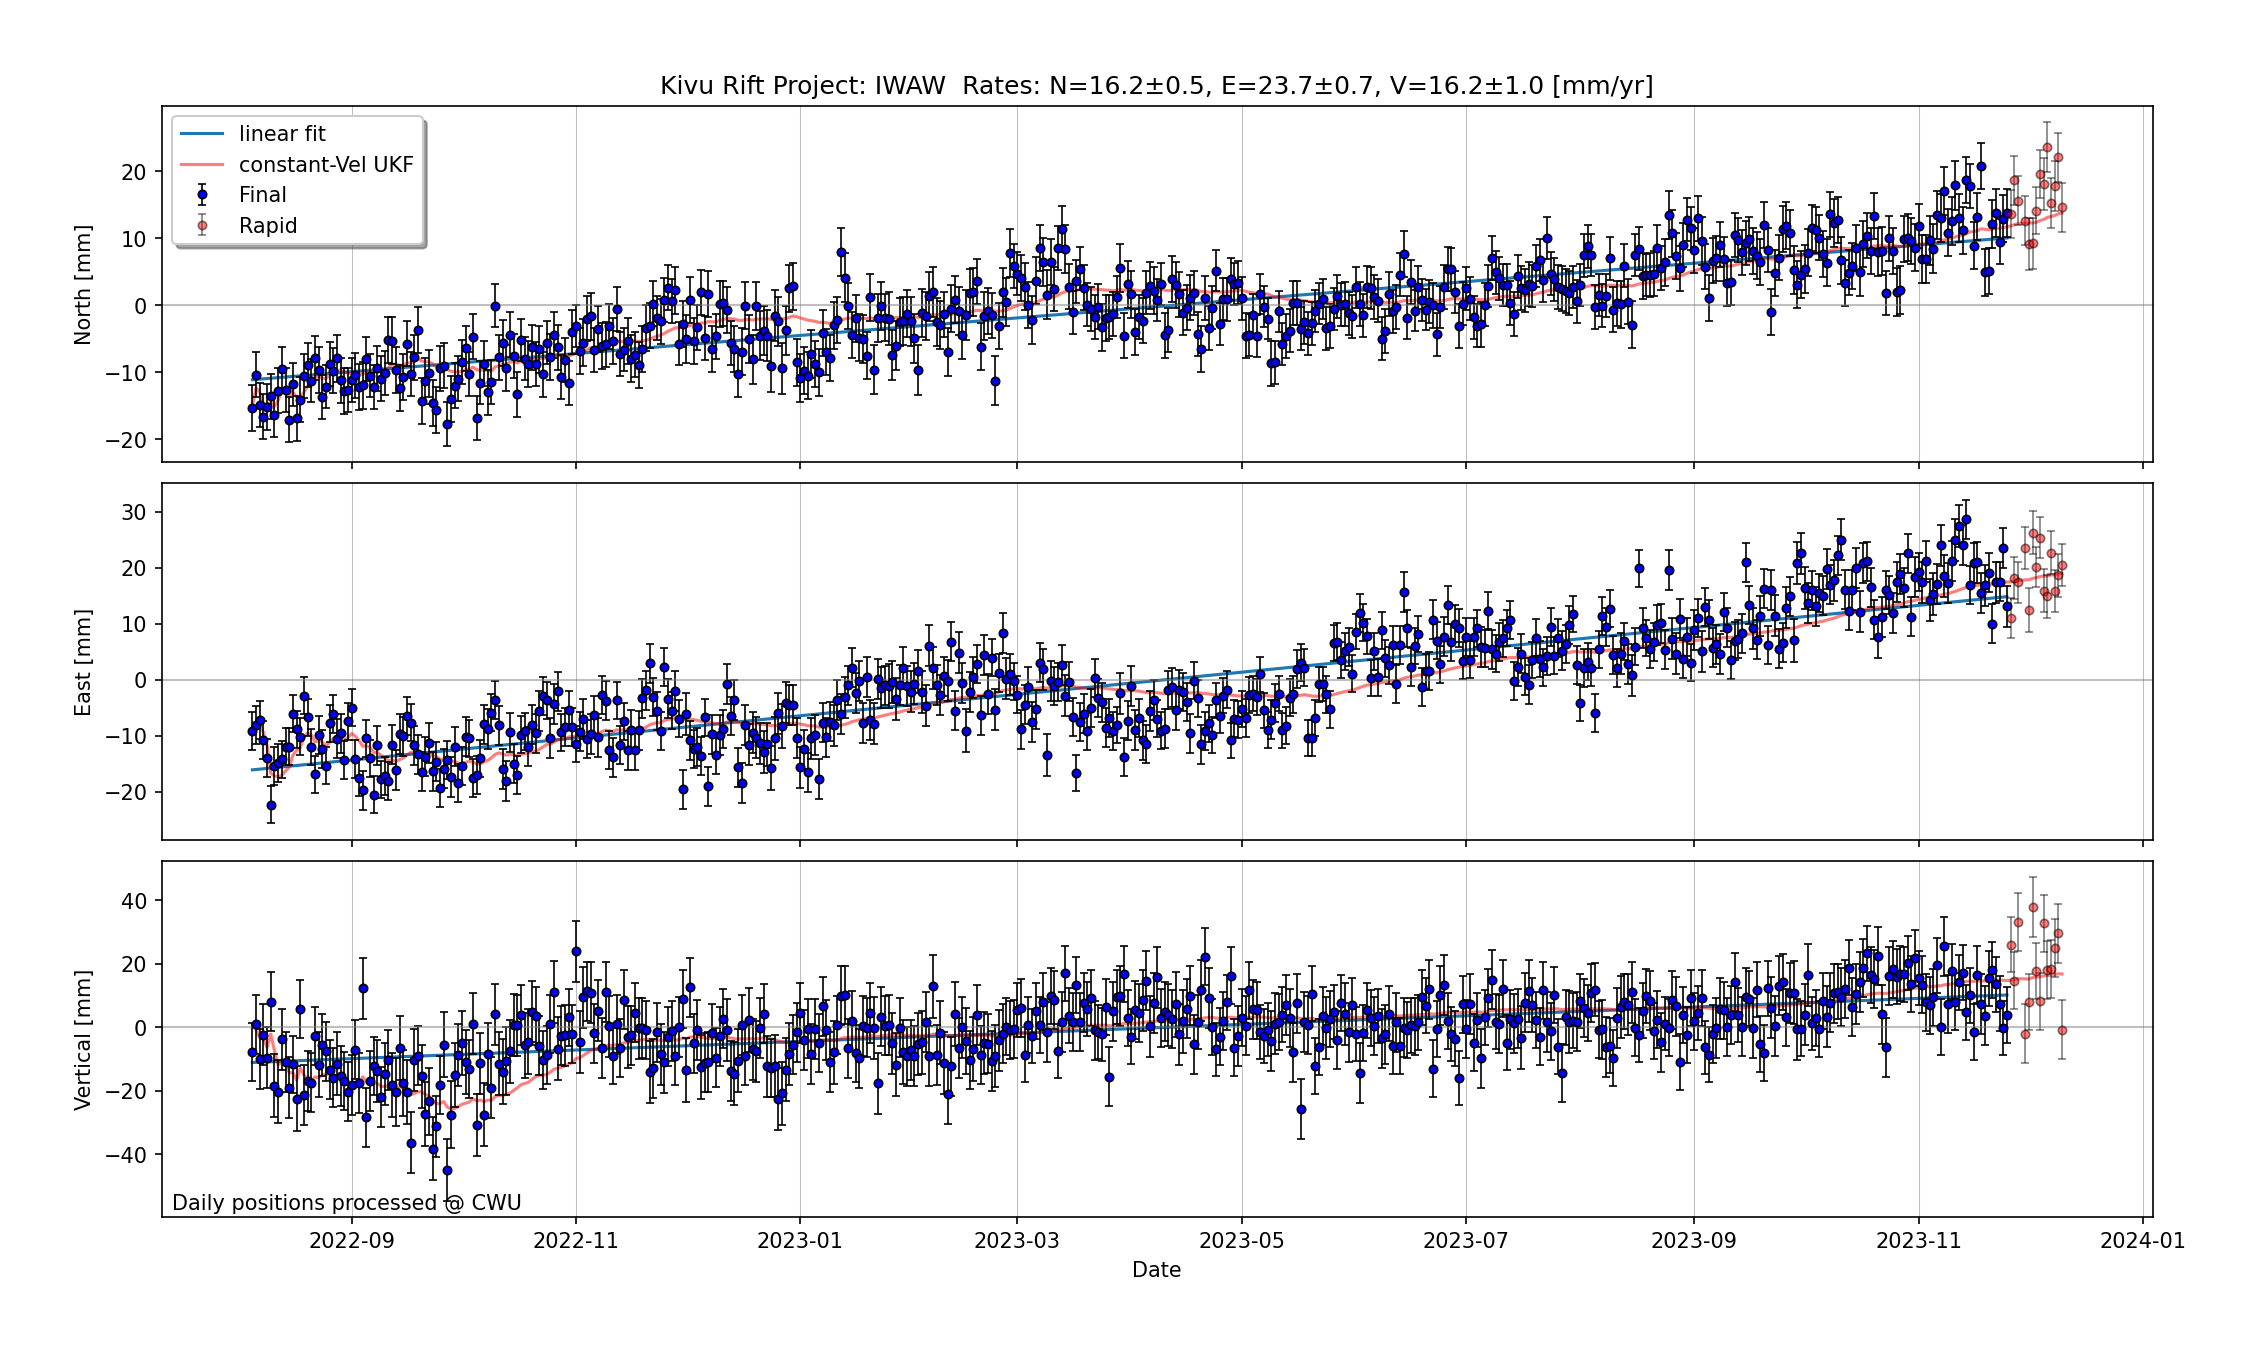 Kivu Rift Project: IWAW  Rates: N=16.2±0.5, E=23.7±0.7, V=16.2±1.0 [mm/yr]
linear fit
constant-Vel UKF
Final
Rapid
North [mm]
20
10
0
−10
−20
East [mm]
30
20
10
0
−10
−20
Vertical [mm]
40
20
0
−20
−40
Daily positions processed @ CWU
2022-09 2022-11 2023-01 2023-03 2023-05 2023-07 2023-09 2023-11 2024-01
Date